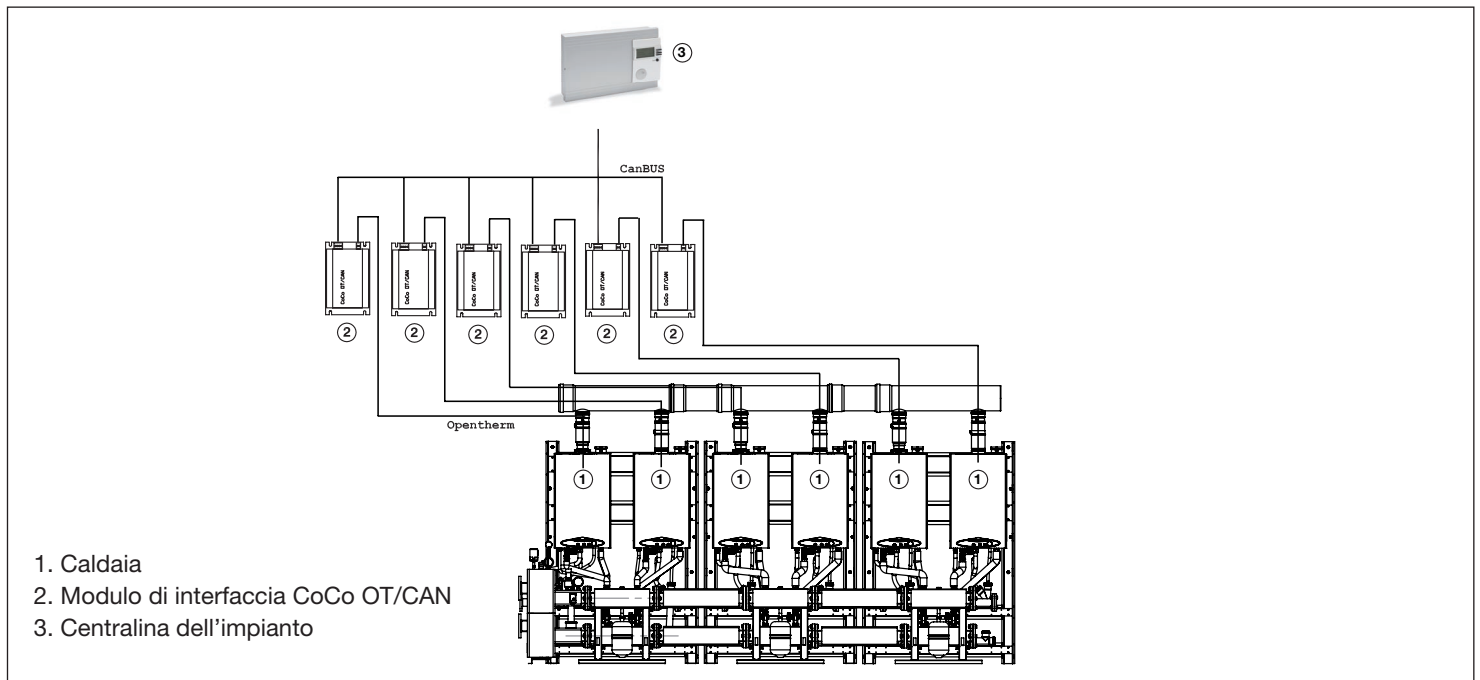 3
CanBUS
CoCo OT/CAN CoCo OT/CAN CoCo OT/CAN CoCo OT/CAN CoCo OT/CAN CoCo OT/CAN
2 2 2 2 2 2
Opentherm
1 1 1 1 1 1
1. Caldaia
2. Modulo di interfaccia CoCo OT/CAN
3. Centralina dell'impianto